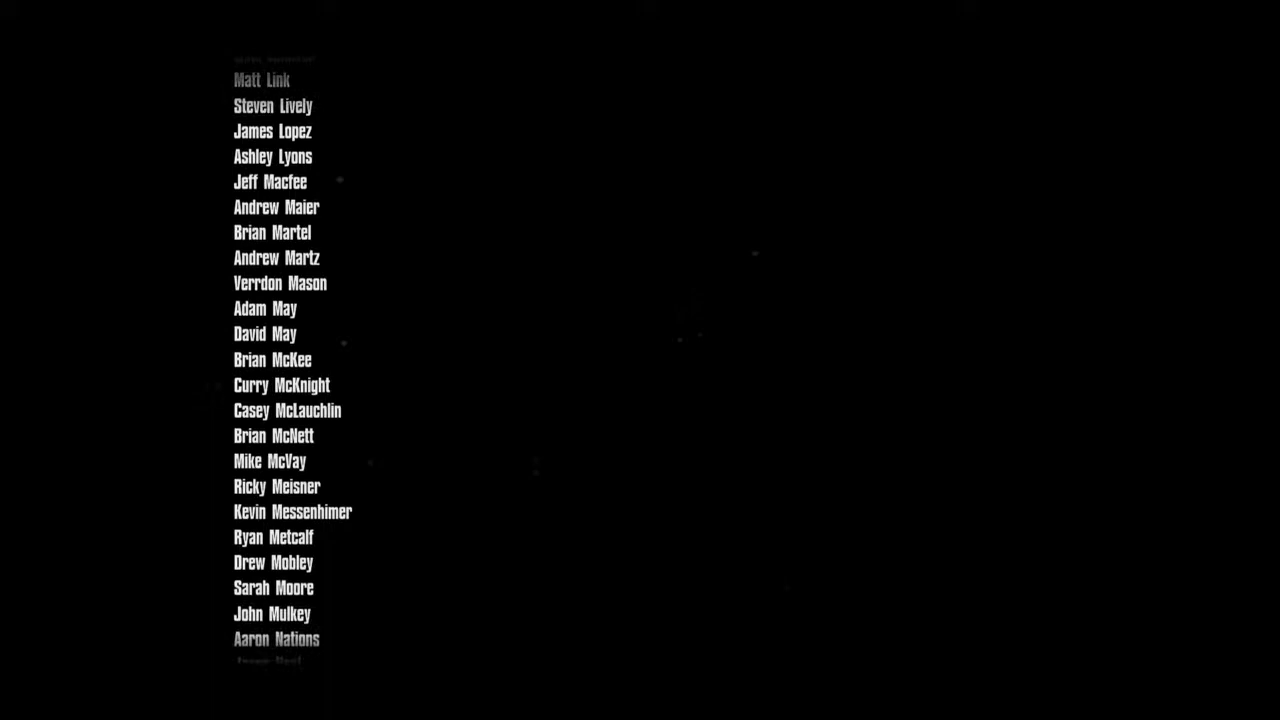 Matt Link
Steven Lively
James Lopez
Ashley Lyons
Jeff Macfee
Andrew Maier
Brian Martel
Andrew Martz
Verrdon Mason
Adam May
David May
Brian McKee
Curry McKnight
Casey McLauchlin
Brian McNett
Mike McVay
Ricky Meisner
Kevin Messenhimer
Ryan Metcalf
Drew Mobley
Sarah Moore
John Mulkey
Aaron Nations